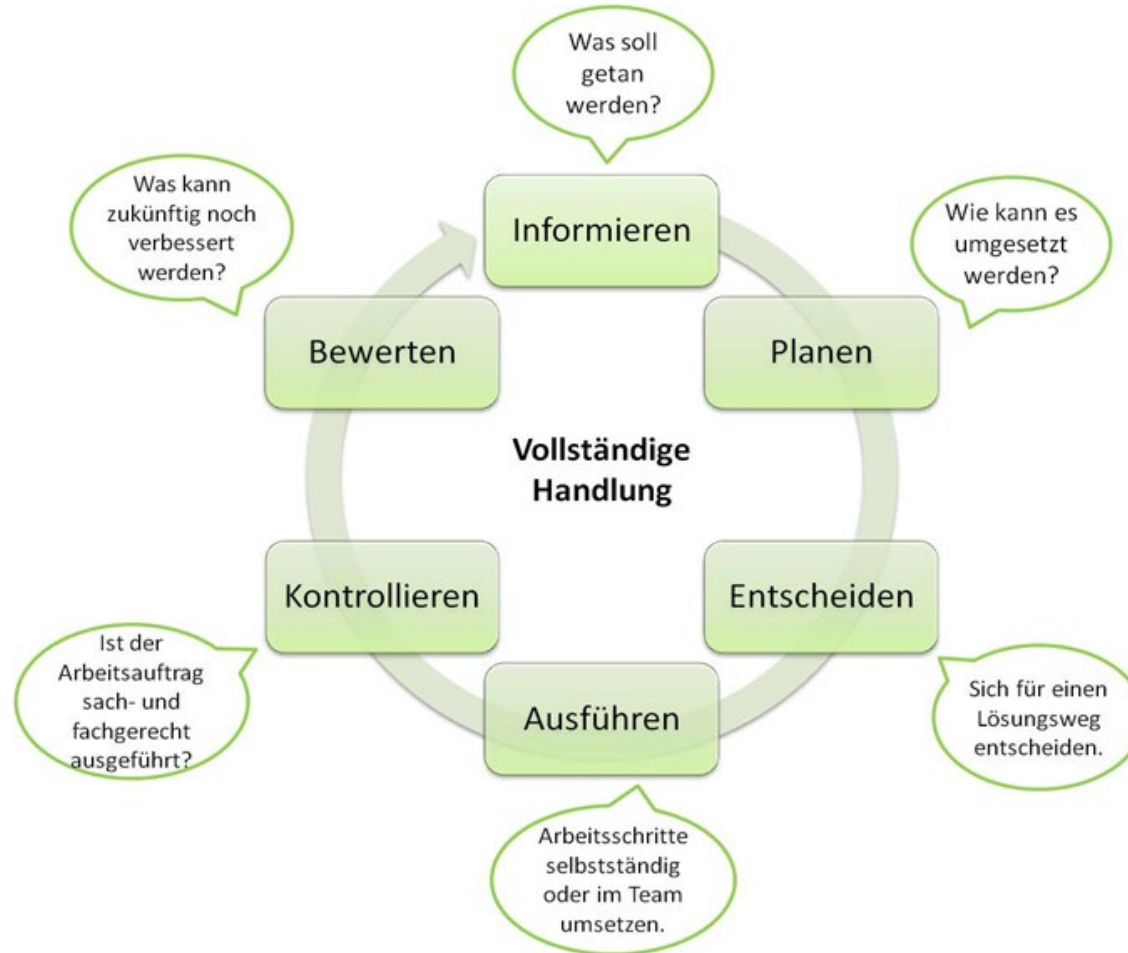 Was soll
getan
werden?
Informieren
Wie kann es
umgesetzt
werden?
Planen
Sich für einen
Lösungsweg
entscheiden.
Entscheiden
Arbeitsschritte
selbstständig
oder im Team
umsetzen.
Ausführen
Ist der
Arbeitsauftrag
sach- und
fachgerecht
ausgeführt?
Kontrollieren
Was kann
zukünftig noch
verbessert
werden?
Bewerten
Vollständige
Handlung